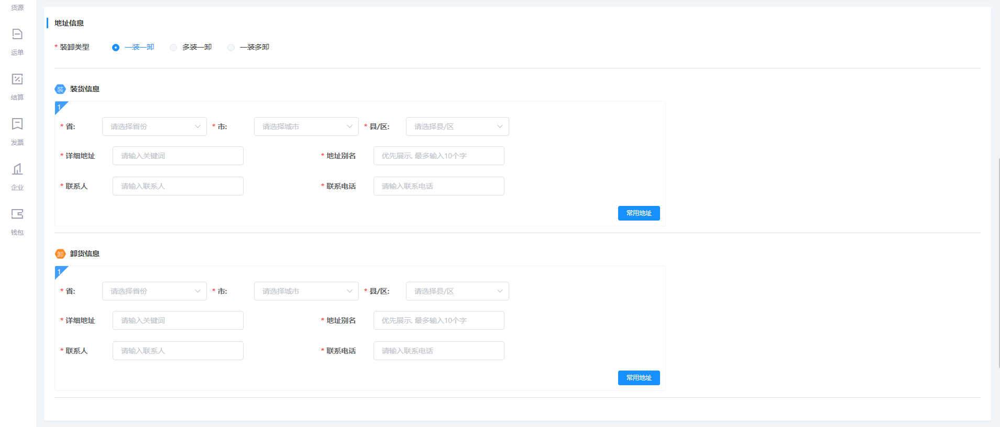 货源
运单
结算
发票
企业
钱包
地址信息
* 装卸类型 一装一卸 多装一卸 一装多卸
装 装货信息
1
* 省: 请选择省份 * 市: 请选择城市 * 县/区: 请选择县/区
* 详细地址 请输入关键词 * 地址别名 优先展示, 最多输入10个字
* 联系人 请输入联系人 * 联系电话 请输入联系电话
常用地址
卸 卸货信息
1
* 省: 请选择省份 * 市: 请选择城市 * 县/区: 请选择县/区
* 详细地址 请输入关键词 * 地址别名 优先展示, 最多输入10个字
* 联系人 请输入联系人 * 联系电话 请输入联系电话
常用地址